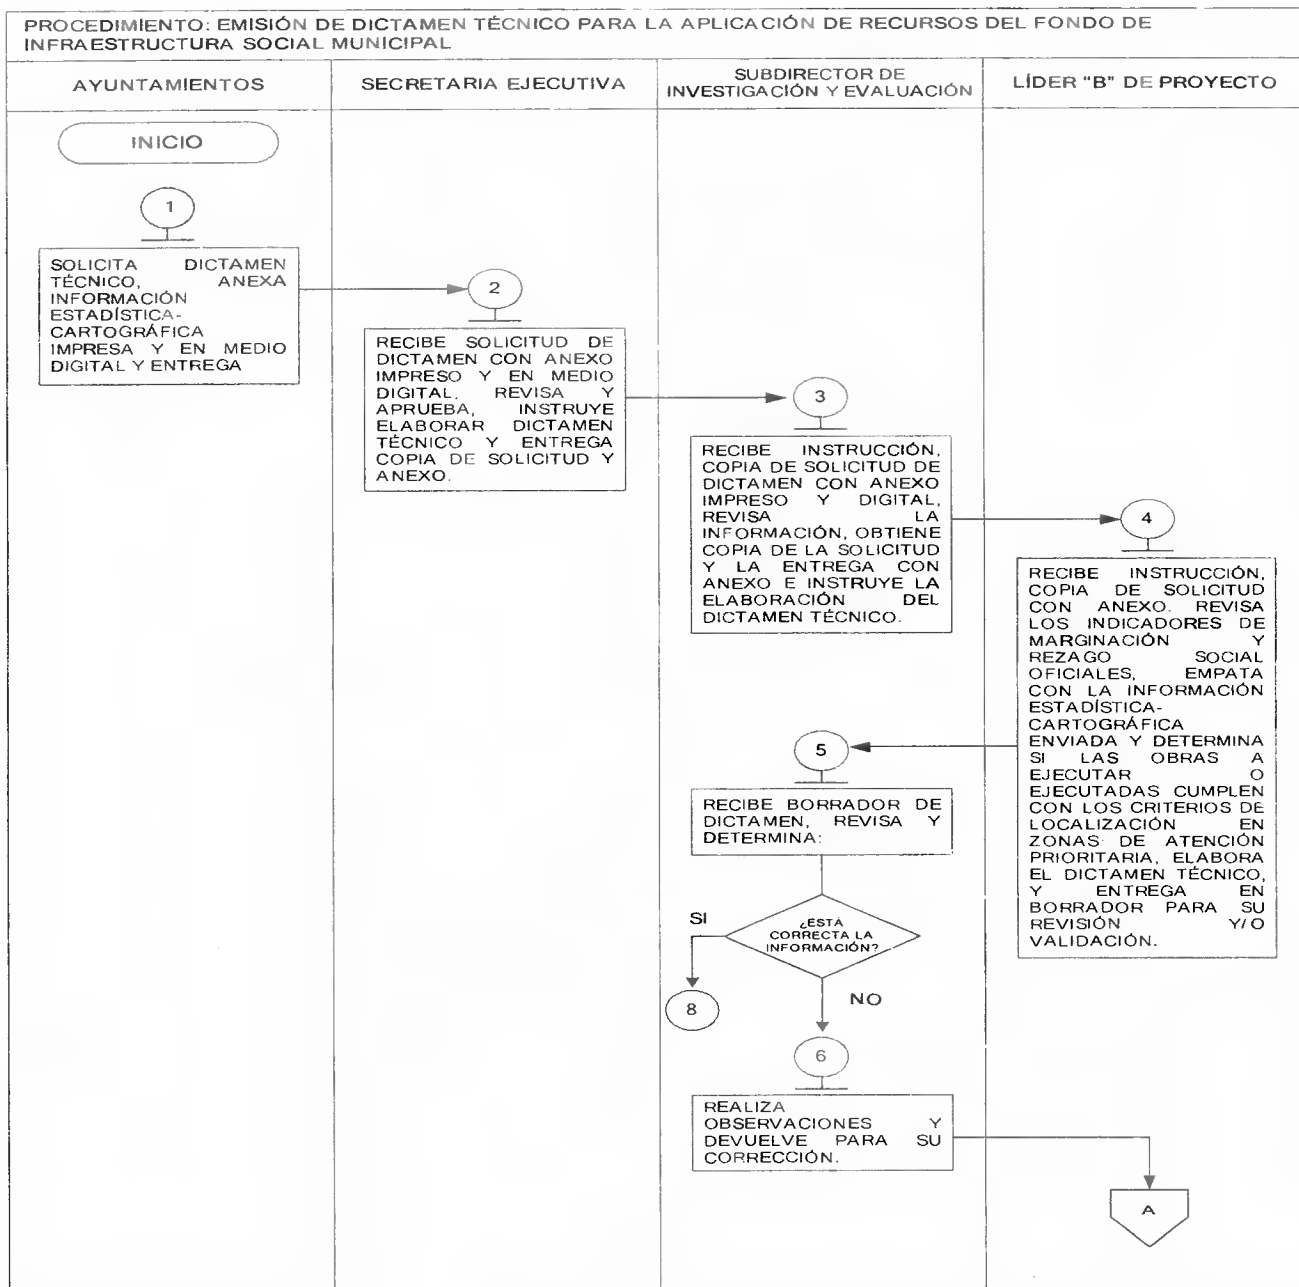 PROCEDIMIENTO: EMISIÓN DE DICTAMEN TÉCNICO PARA LA APLICACIÓN DE RECURSOS DEL FONDO DE
INFRAESTRUCTURA SOCIAL MUNICIPAL
AYUNTAMIENTOS
SECRETARIA EJECUTIVA
SUBDIRECTOR DE
INVESTIGACIÓN Y EVALUACIÓN
LÍDER "B" DE PROYECTO
INICIO
1
SOLICITA DICTAMEN
TÉCNICO, ANEXA
INFORMACIÓN
ESTADÍSTICA-
CARTOGRÁFICA
IMPRESA Y EN MEDIO
DIGITAL Y ENTREGA
2
RECIBE SOLICITUD DE
DICTAMEN CON ANEXO
IMPRESO Y EN MEDIO
DIGITAL, REVISA Y
APRUEBA, INSTRUYE
ELABORAR DICTAMEN
TÉCNICO Y ENTREGA
COPIA DE SOLICITUD Y
ANEXO.
3
RECIBE INSTRUCCIÓN,
COPIA DE SOLICITUD DE
DICTAMEN CON ANEXO
IMPRESO Y DIGITAL,
REVISA LA
INFORMACIÓN, OBTIENE
COPIA DE LA SOLICITUD
Y LA ENTREGA CON
ANEXO E INSTRUYE LA
ELABORACIÓN DEL
DICTAMEN TÉCNICO.
4
RECIBE INSTRUCCIÓN,
COPIA DE SOLICITUD
CON ANEXO. REVISA
LOS INDICADORES DE
MARGINACIÓN Y
REZAGO SOCIAL
OFICIALES, EMPATA
CON LA INFORMACIÓN
ESTADÍSTICA-
CARTOGRÁFICA
ENVIADA Y DETERMINA
SI LAS OBRAS A
EJECUTAR O
EJECUTADAS CUMPLEN
CON LOS CRITERIOS DE
LOCALIZACIÓN EN
ZONAS DE ATENCIÓN
PRIORITARIA, ELABORA
EL DICTAMEN TÉCNICO,
Y ENTREGA EN
BORRADOR PARA SU
REVISIÓN Y/O
VALIDACIÓN.
5
RECIBE BORRADOR DE
DICTAMEN, REVISA Y
DETERMINA:
¿ESTÁ
CORRECTA LA
INFORMACIÓN?
SI
8
NO
6
REALIZA
OBSERVACIONES Y
DEVUELVE PARA SU
CORRECCIÓN.
A